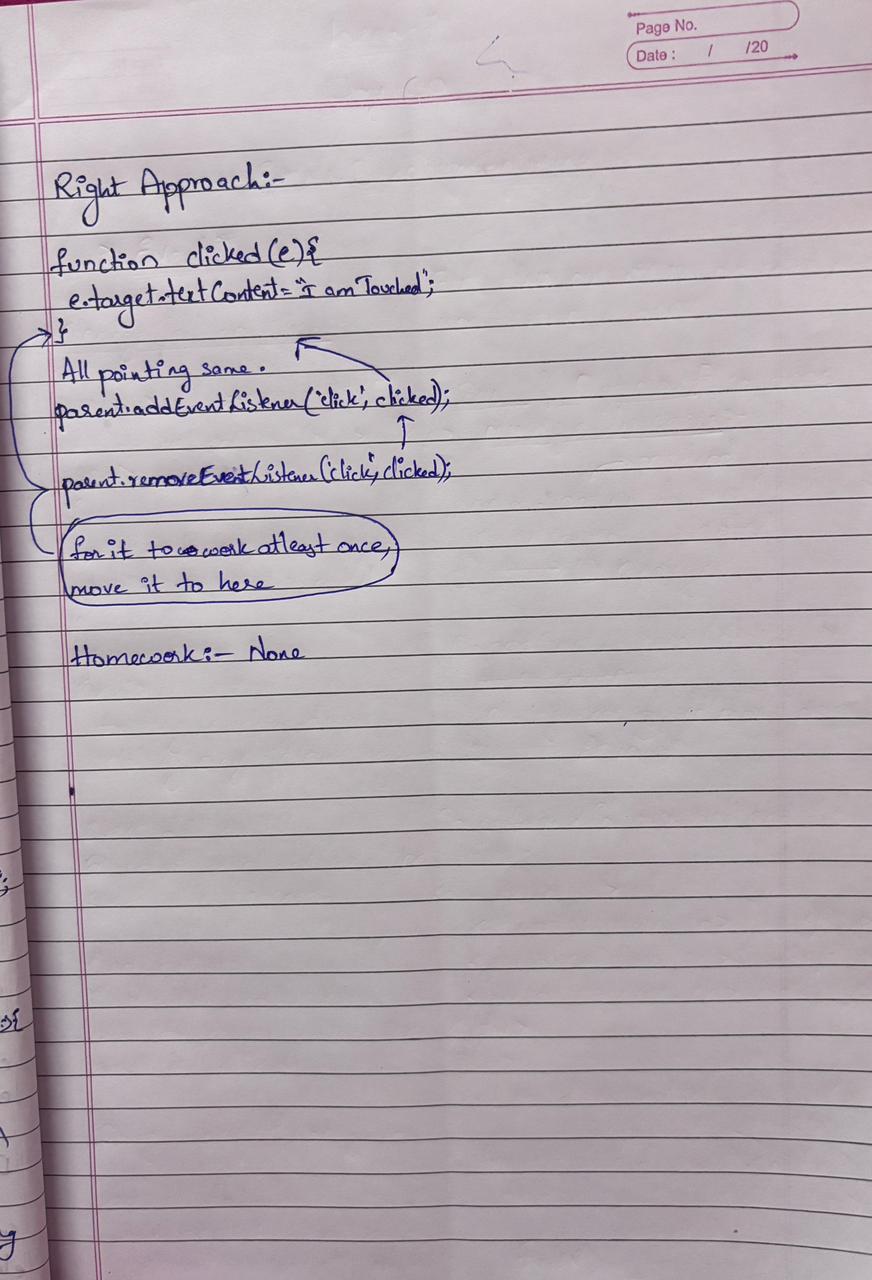 Page No.
Date : / /20
Right Approach:-
function clicked(e){
e.target.textContent="I am Touched";
}
All pointing same.
parent.addEventListener('click', clicked);
parent.removeEventListener('click', clicked);
for it to work atleast once,
move it to here
Homework:- None